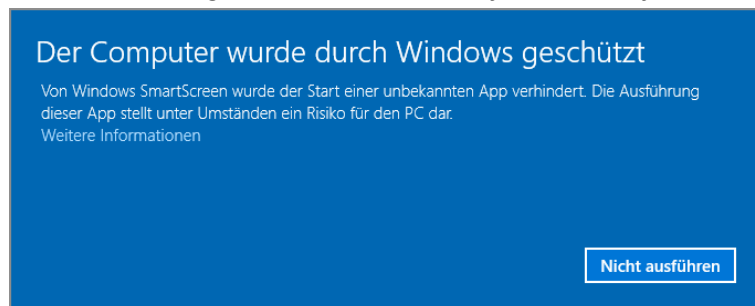 Der Computer wurde durch Windows geschützt
Von Windows SmartScreen wurde der Start einer unbekannten App verhindert. Die Ausführung
dieser App stellt unter Umständen ein Risiko für den PC dar.
Weitere Informationen
Nicht ausführen